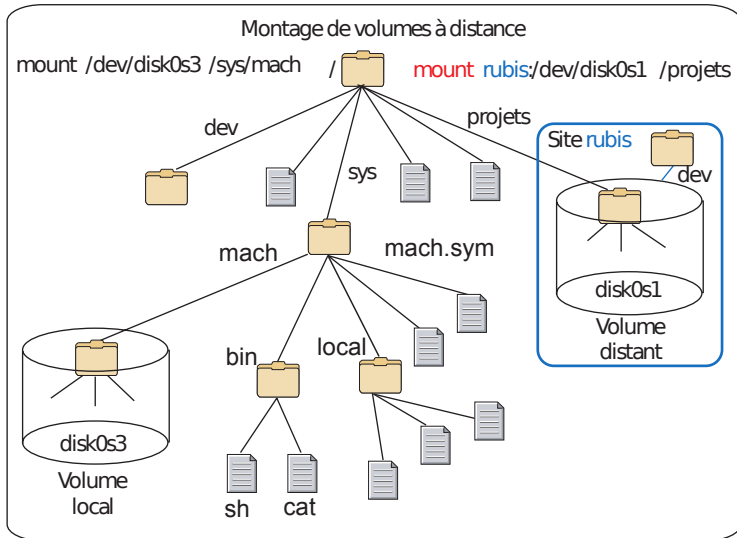 Montage de volumes à distance
mount /dev/disk0s3 /sys/mach
/
mount rubis:/dev/disk0s1 /projets
dev
projets
Site rubis
dev
sys
mach
mach.sym
disk0s1
Volume
distant
bin
local
disk0s3
Volume
local
sh
cat